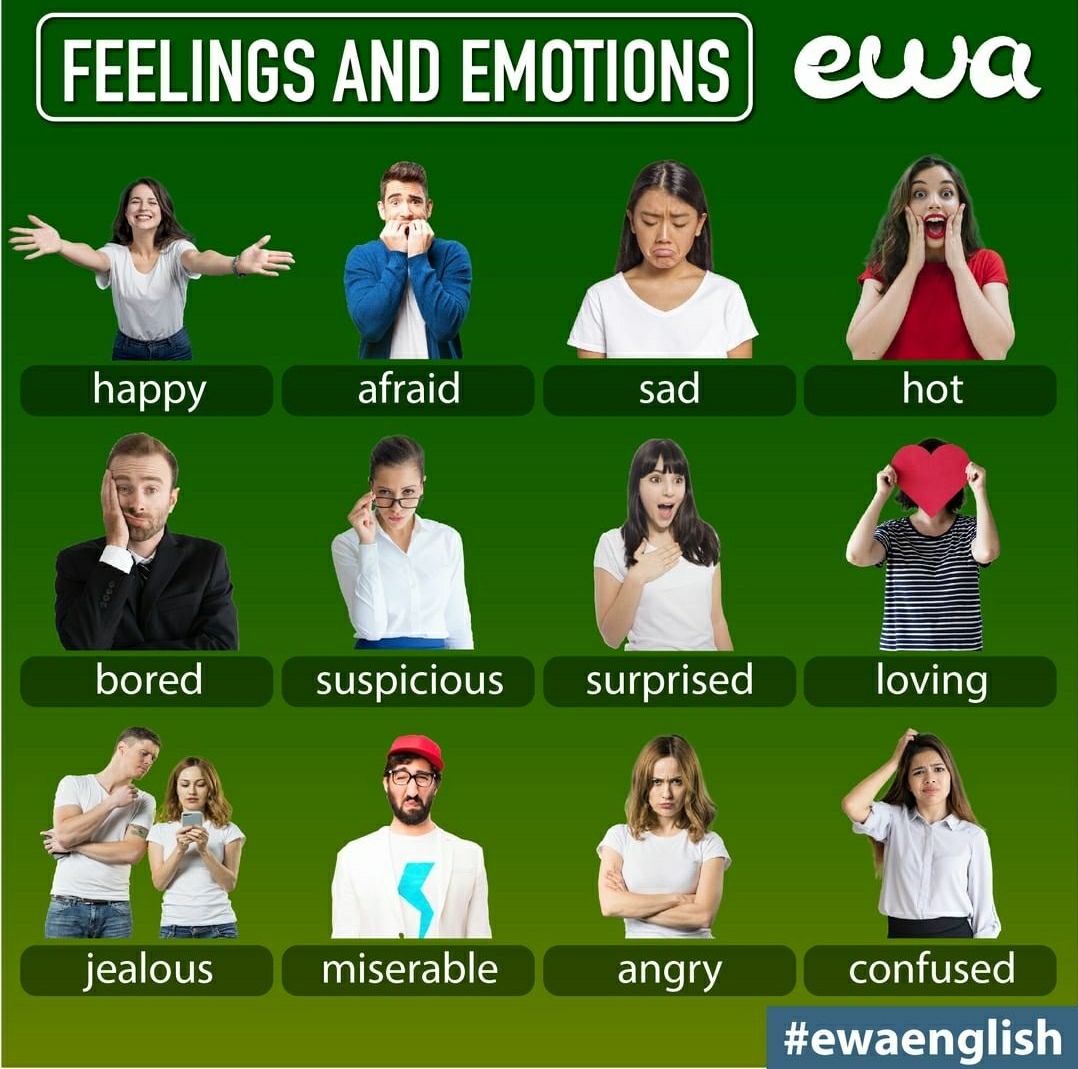 FEELINGS AND EMOTIONS ewa
happy afraid sad hot
bored suspicious surprised loving
jealous miserable angry confused
#ewaenglish